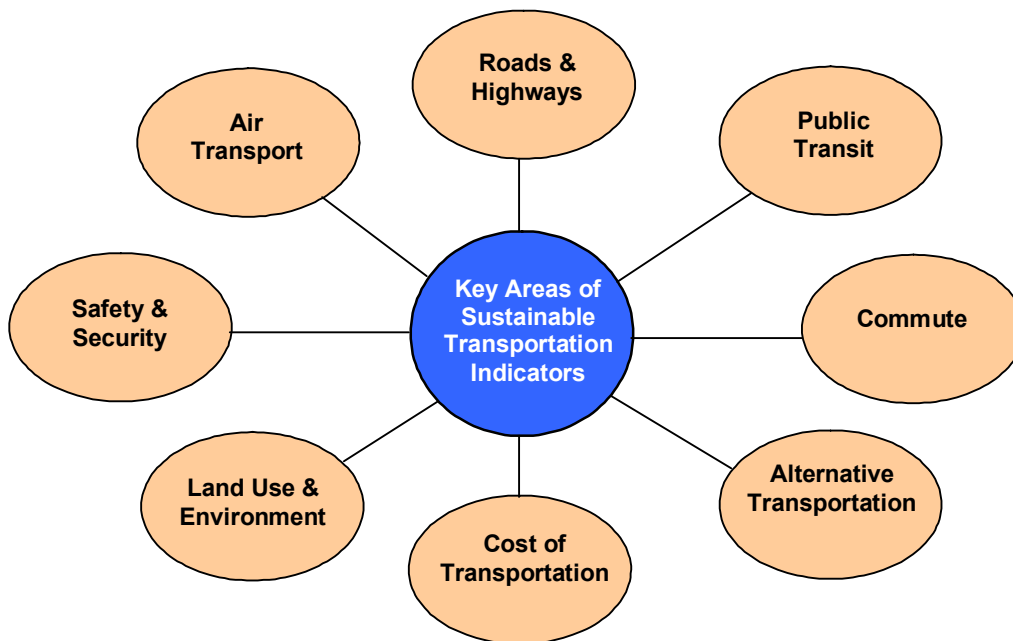 Roads &
Highways
Air
Transport
Public
Transit
Safety &
Security
Key Areas of
Sustainable
Transportation
Indicators
Commute
Land Use &
Environment
Alternative
Transportation
Cost of
Transportation